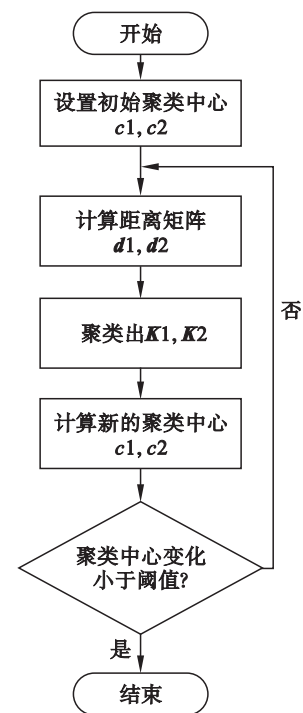 开始
设置初始聚类中心
c1,c2
计算距离矩阵
d1,d2
聚类出K1,K2
否
计算新的聚类中心
c1,c2
聚类中心变化
小于阈值?
是
结束